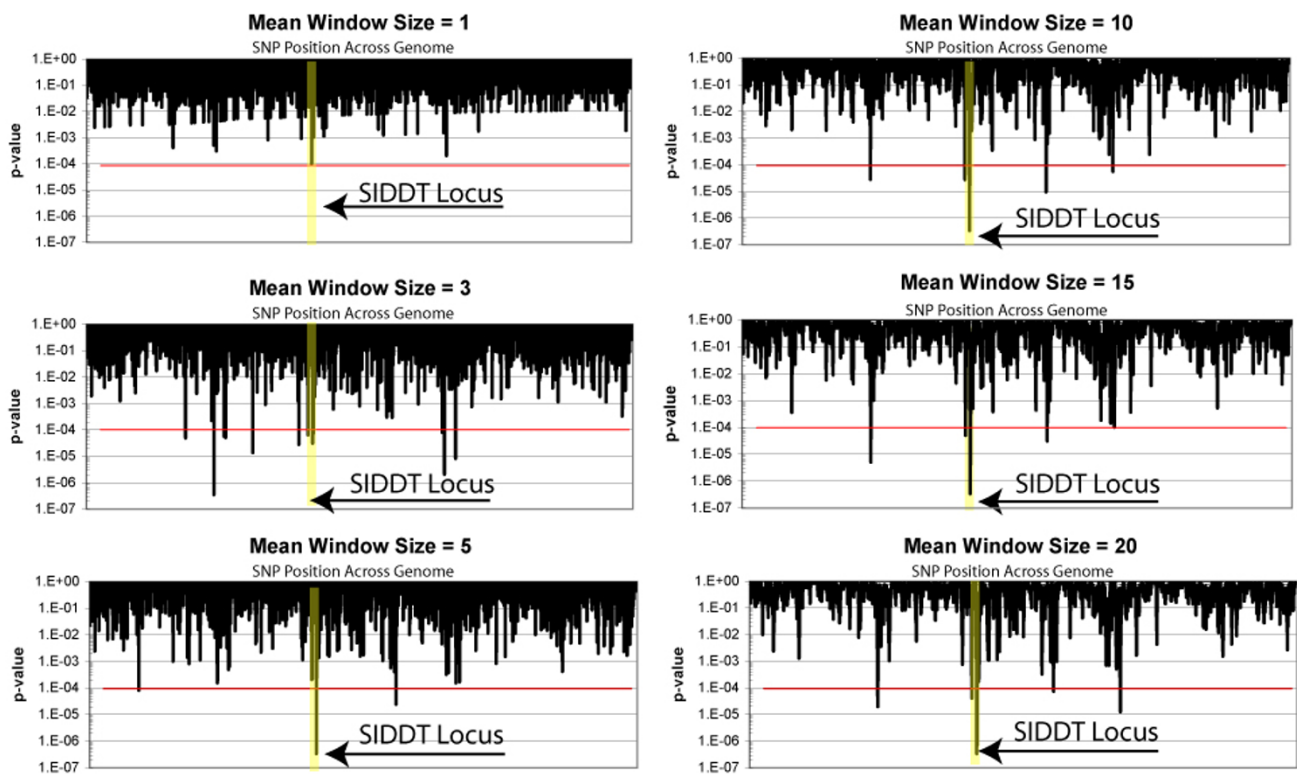 Mean Window Size = 1
SNP Position Across Genome
1.E+00
1.E-01
1.E-02
1.E-03
1.E-04
1.E-05
1.E-06
1.E-07
p-value
SIDDT Locus
Mean Window Size = 10
SNP Position Across Genome
1.E+00
1.E-01
1.E-02
1.E-03
1.E-04
1.E-05
1.E-06
1.E-07
p-value
SIDDT Locus
Mean Window Size = 3
SNP Position Across Genome
1.E+00
1.E-01
1.E-02
1.E-03
1.E-04
1.E-05
1.E-06
1.E-07
p-value
SIDDT Locus
Mean Window Size = 15
SNP Position Across Genome
1.E+00
1.E-01
1.E-02
1.E-03
1.E-04
1.E-05
1.E-06
1.E-07
p-value
SIDDT Locus
Mean Window Size = 5
SNP Position Across Genome
1.E+00
1.E-01
1.E-02
1.E-03
1.E-04
1.E-05
1.E-06
1.E-07
p-value
SIDDT Locus
Mean Window Size = 20
SNP Position Across Genome
1.E+00
1.E-01
1.E-02
1.E-03
1.E-04
1.E-05
1.E-06
1.E-07
p-value
SIDDT Locus